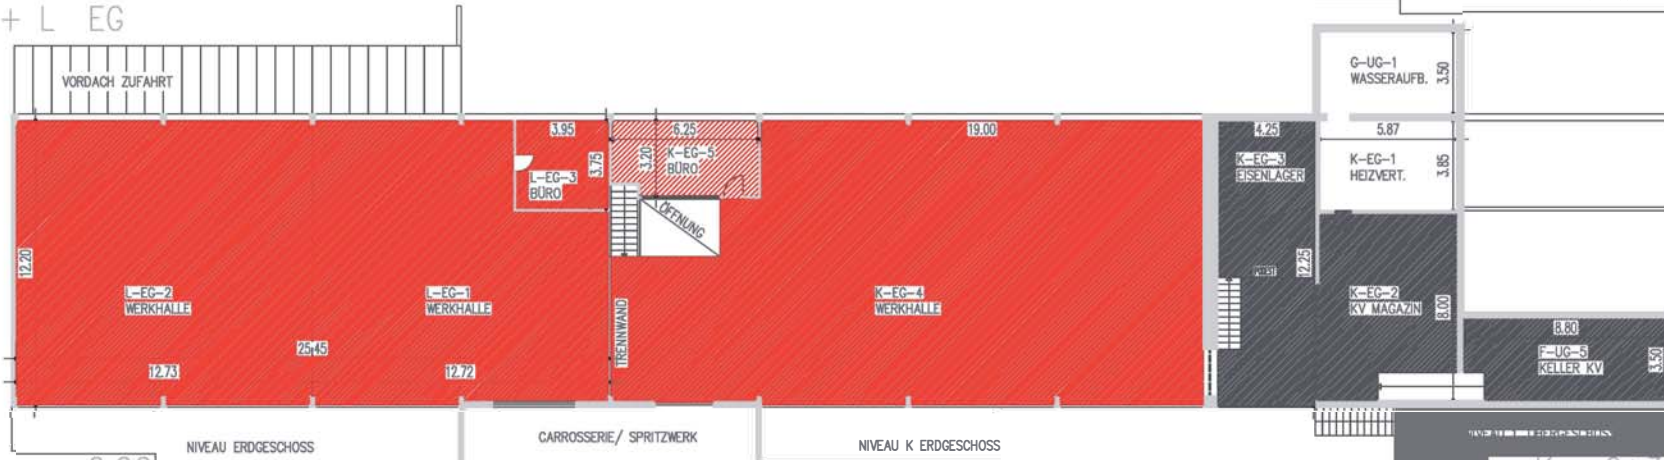 + L EG
VORDACH ZUFAHRT
G-UG-1
WASSERAUFB.
3.50
3.95
6.25
19.00
4.25
5.87
3.75
3.20
K-EG-5
BÜRO
L-EG-3
BÜRO
K-EG-3
EISENLAGER
K-EG-1
HEIZVERT.
3.85
ÖFFNUNG
12.20
12.25
L-EG-2
WERKHALLE
L-EG-1
WERKHALLE
K-EG-4
WERKHALLE
K-EG-2
KV MAGAZIN
8.00
TRENNWAND
25.45
12.73
12.72
8.80
F-UG-5
KELLER KV
3.50
NIVEAU ERDGESCHOSS
CARROSSERIE/ SPRITZWERK
NIVEAU K ERDGESCHOSS